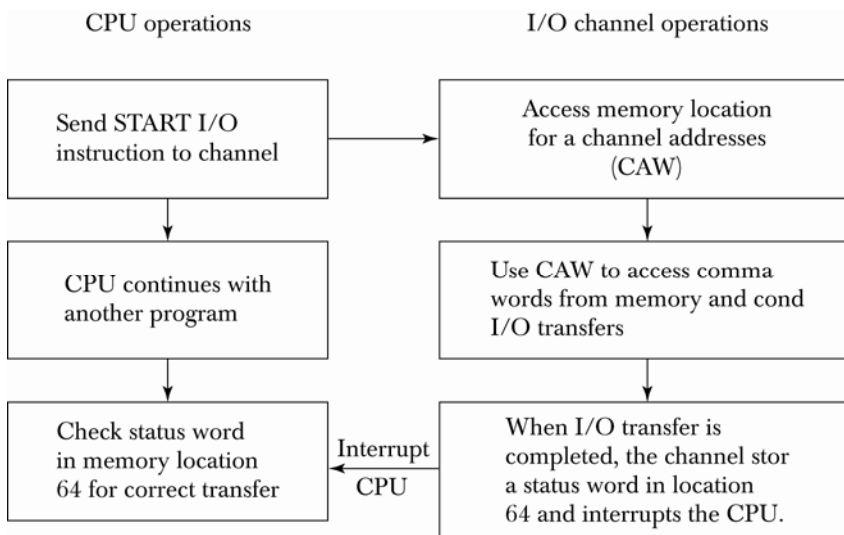 CPU operations
I/O channel operations
Send START I/O
instruction to channel
Access memory location
for a channel addresses
(CAW)
CPU continues with
another program
Use CAW to access comma
words from memory and cond
I/O transfers
Check status word
in memory location
64 for correct transfer
Interrupt
CPU
When I/O transfer is
completed, the channel stor
a status word in location
64 and interrupts the CPU.